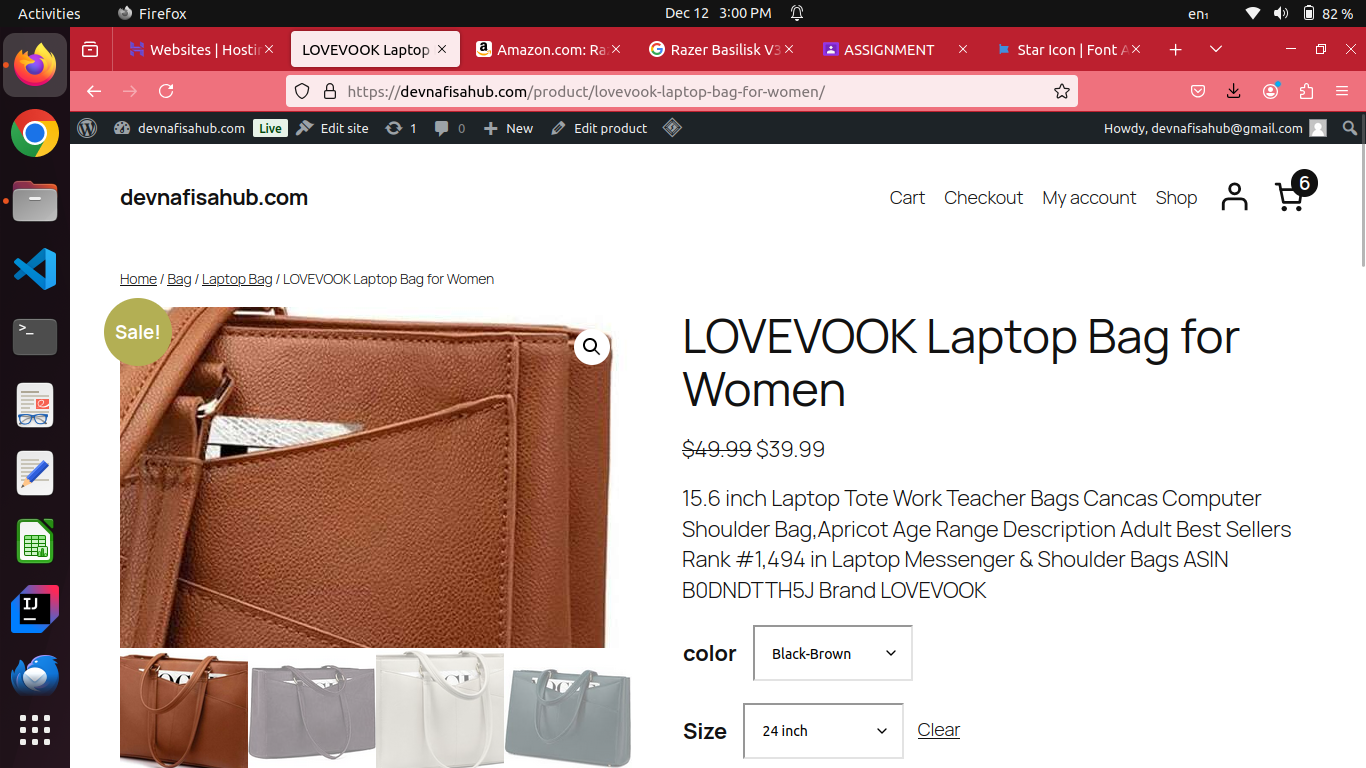 Activities
Firefox
Dec 12 3:00 PM
en₁
82 %
Websites | Hostin
LOVEVOOK Laptop
Amazon.com: Ra
Razer Basilisk V3
ASSIGNMENT
Star Icon | Font A
https://devnafisahub.com/product/lovevook-laptop-bag-for-women/
devnafisahub.com
Live
Edit site
1
0
New
Edit product
Howdy, devnafisahub@gmail.com
devnafisahub.com
Cart
Checkout
My account
Shop
6
Home / Bag / Laptop Bag / LOVEVOOK Laptop Bag for Women
Sale!
LOVEVOOK Laptop Bag for
Women
$49.99 $39.99
15.6 inch Laptop Tote Work Teacher Bags Cancas Computer
Shoulder Bag,Apricot Age Range Description Adult Best Sellers
Rank #1,494 in Laptop Messenger & Shoulder Bags ASIN
B0DNDTTH5J Brand LOVEVOOK
color
Black-Brown
Size
24 inch
Clear